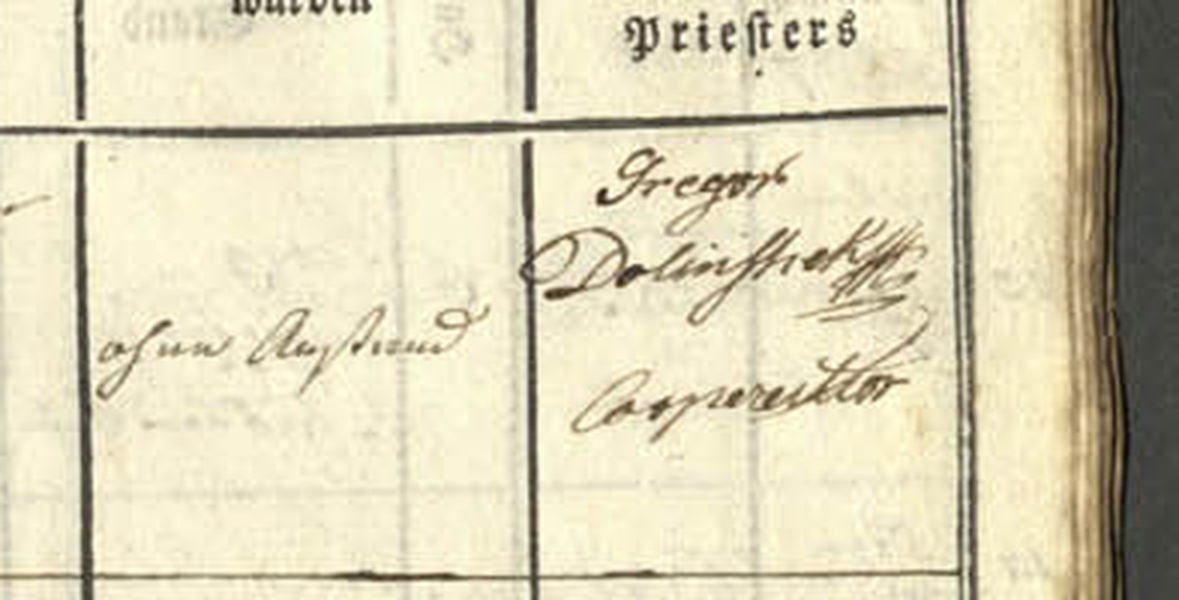 wurden
Priesters
ohne Anstand
Gregor
Dolinschek
Cooperator